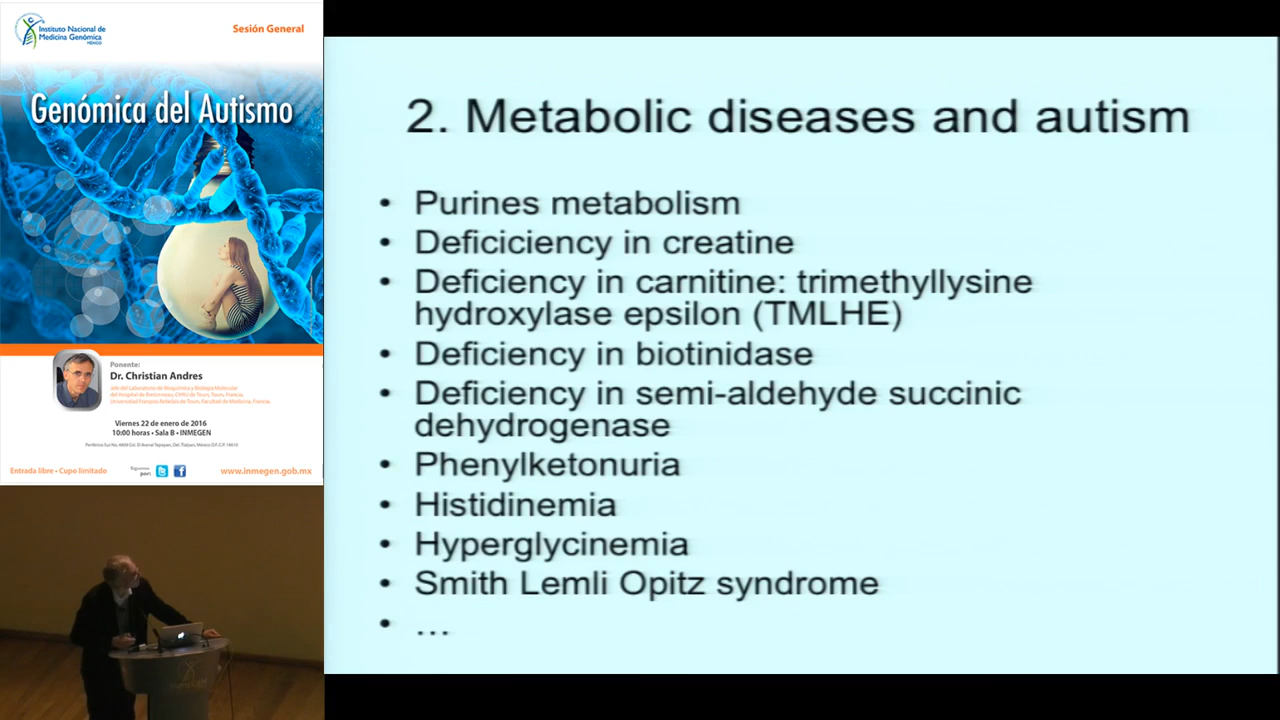 Instituto Nacional de
Medicina Genómica
MÉXICO
Sesión General
Genómica del Autismo
Ponente:
Dr. Christian Andres
Jefe del Laboratorio de Bioquímica y Biología Molecular
del Hospital de Bretonneau, CHRU de Tours, Tours, Francia.
Universidad François Rabelais de Tours, Facultad de Medicina, Francia.
Viernes 22 de enero de 2016
10:00 horas • Sala B • INMEGEN
Periférico Sur No. 4809 Col. El Arenal Tepepan, Del. Tlalpan, México D.F. C.P. 14610
Entrada libre • Cupo limitado
Síguenos
por:
www.inmegen.gob.mx
2. Metabolic diseases and autism
• Purines metabolism
• Deficiciency in creatine
• Deficiency in carnitine: trimethyllysine
hydroxylase epsilon (TMLHE)
• Deficiency in biotinidase
• Deficiency in semi-aldehyde succinic
dehydrogenase
• Phenylketonuria
• Histidinemia
• Hyperglycinemia
• Smith Lemli Opitz syndrome
• ...